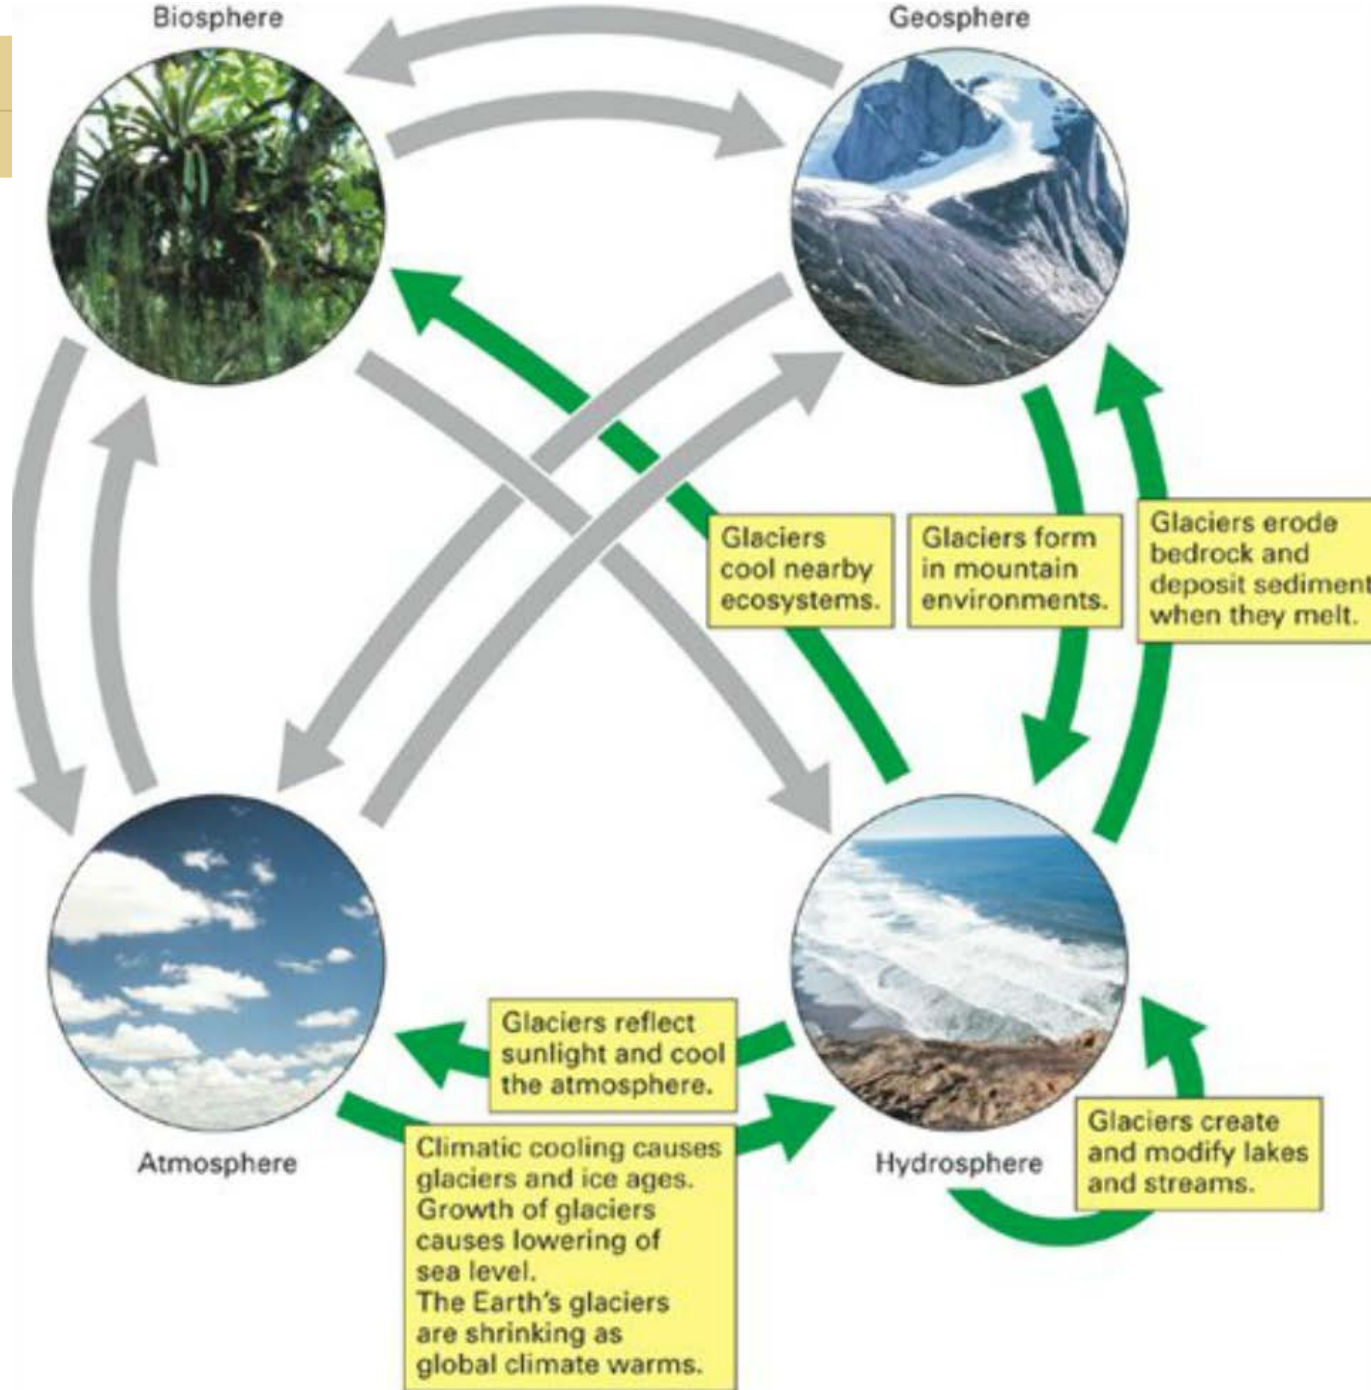 Biosphere
Geosphere
Glaciers
cool nearby
ecosystems.
Glaciers form
in mountain
environments.
Glaciers erode
bedrock and
deposit sediment
when they melt.
Glaciers reflect
sunlight and cool
the atmosphere.
Atmosphere
Climatic cooling causes
glaciers and ice ages.
Growth of glaciers
causes lowering of
sea level.
The Earth's glaciers
are shrinking as
global climate warms.
Hydrosphere
Glaciers create
and modify lakes
and streams.